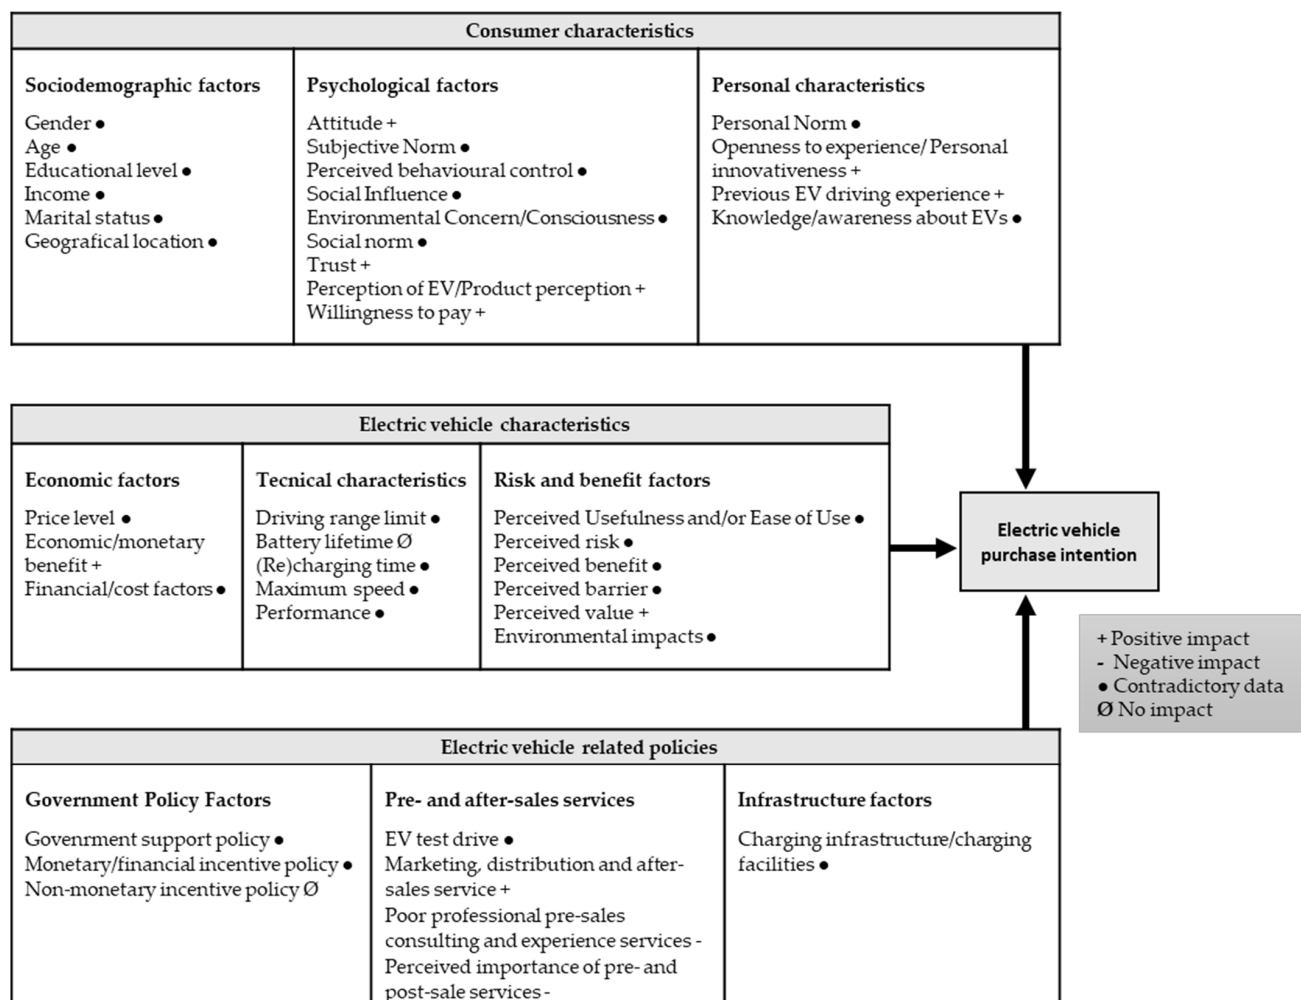 Consumer characteristics
Sociodemographic factors
Gender ●
Age ●
Educational level ●
Income ●
Marital status ●
Geografical location ●
Psychological factors
Attitude +
Subjective Norm ●
Perceived behavioural control ●
Social Influence ●
Environmental Concern/Consciousness ●
Social norm ●
Trust +
Perception of EV/Product perception +
Willingness to pay +
Personal characteristics
Personal Norm ●
Openness to experience/ Personal
innovativeness +
Previous EV driving experience +
Knowledge/awareness about EVs ●
Electric vehicle characteristics
Economic factors
Price level ●
Economic/monetary
benefit +
Financial/cost factors ●
Tecnical characteristics
Driving range limit ●
Battery lifetime Ø
(Re)charging time ●
Maximum speed ●
Performance ●
Risk and benefit factors
Perceived Usefulness and/or Ease of Use ●
Perceived risk ●
Perceived benefit ●
Perceived barrier ●
Perceived value +
Environmental impacts ●
Electric vehicle
purchase intention
+ Positive impact
- Negative impact
● Contradictory data
Ø No impact
Electric vehicle related policies
Government Policy Factors
Govenrment support policy ●
Monetary/financial incentive policy ●
Non-monetary incentive policy Ø
Pre- and after-sales services
EV test drive ●
Marketing, distribution and after-
sales service +
Poor professional pre-sales
consulting and experience services -
Perceived importance of pre- and
post-sale services -
Infrastructure factors
Charging infrastructure/charging
facilities ●